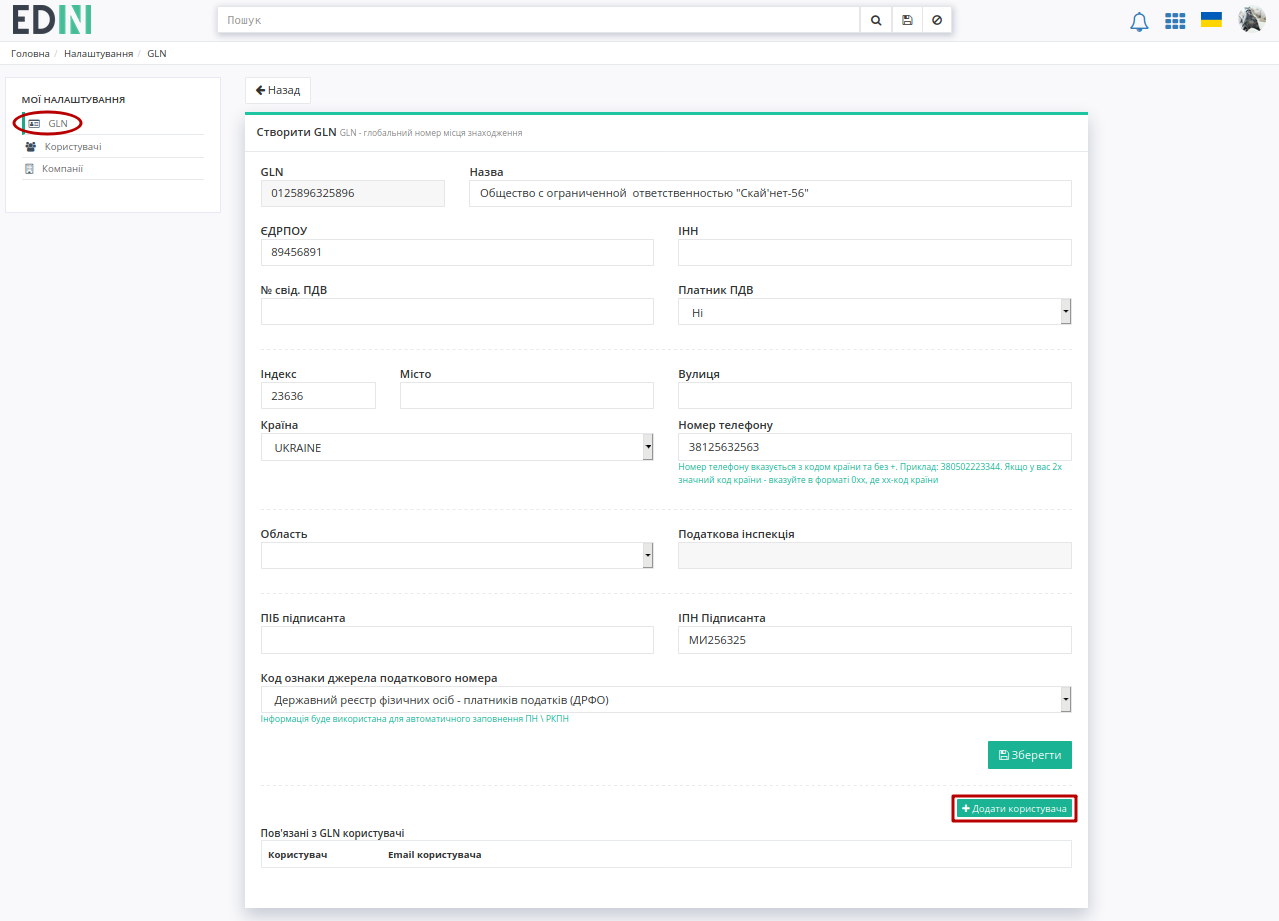 EDIN
Пошук
Головна / Налаштування / GLN
МОЇ НАЛАШТУВАННЯ
GLN
Користувачі
Компанії
Назад
Створити GLN GLN - глобальний номер місця знаходження
GLN Назва
0125896325896 Общество с ограниченной ответственностью "Скай'нет-56"
ЄДРПОУ ІНН
89456891
№ свід. ПДВ Платник ПДВ
Ні
Індекс Місто Вулиця
23636
Країна Номер телефону
UKRAINE 38125632563
Номер телефону вказується з кодом країни та без +. Приклад: 380502223344. Якщо у вас 2х
значний код країни - вказуйте в форматі 0хх, де хх-код країни
Область Податкова інспекція
ПІБ підписанта ІПН Підписанта
МИ256325
Код ознаки джерела податкового номера
Державний реєстр фізичних осіб - платників податків (ДРФО)
Інформація буде використана для автоматичного заповнення ПН \ РКПН
Зберегти
Додати користувача
Пов'язані з GLN користувачі
Користувач Email користувача